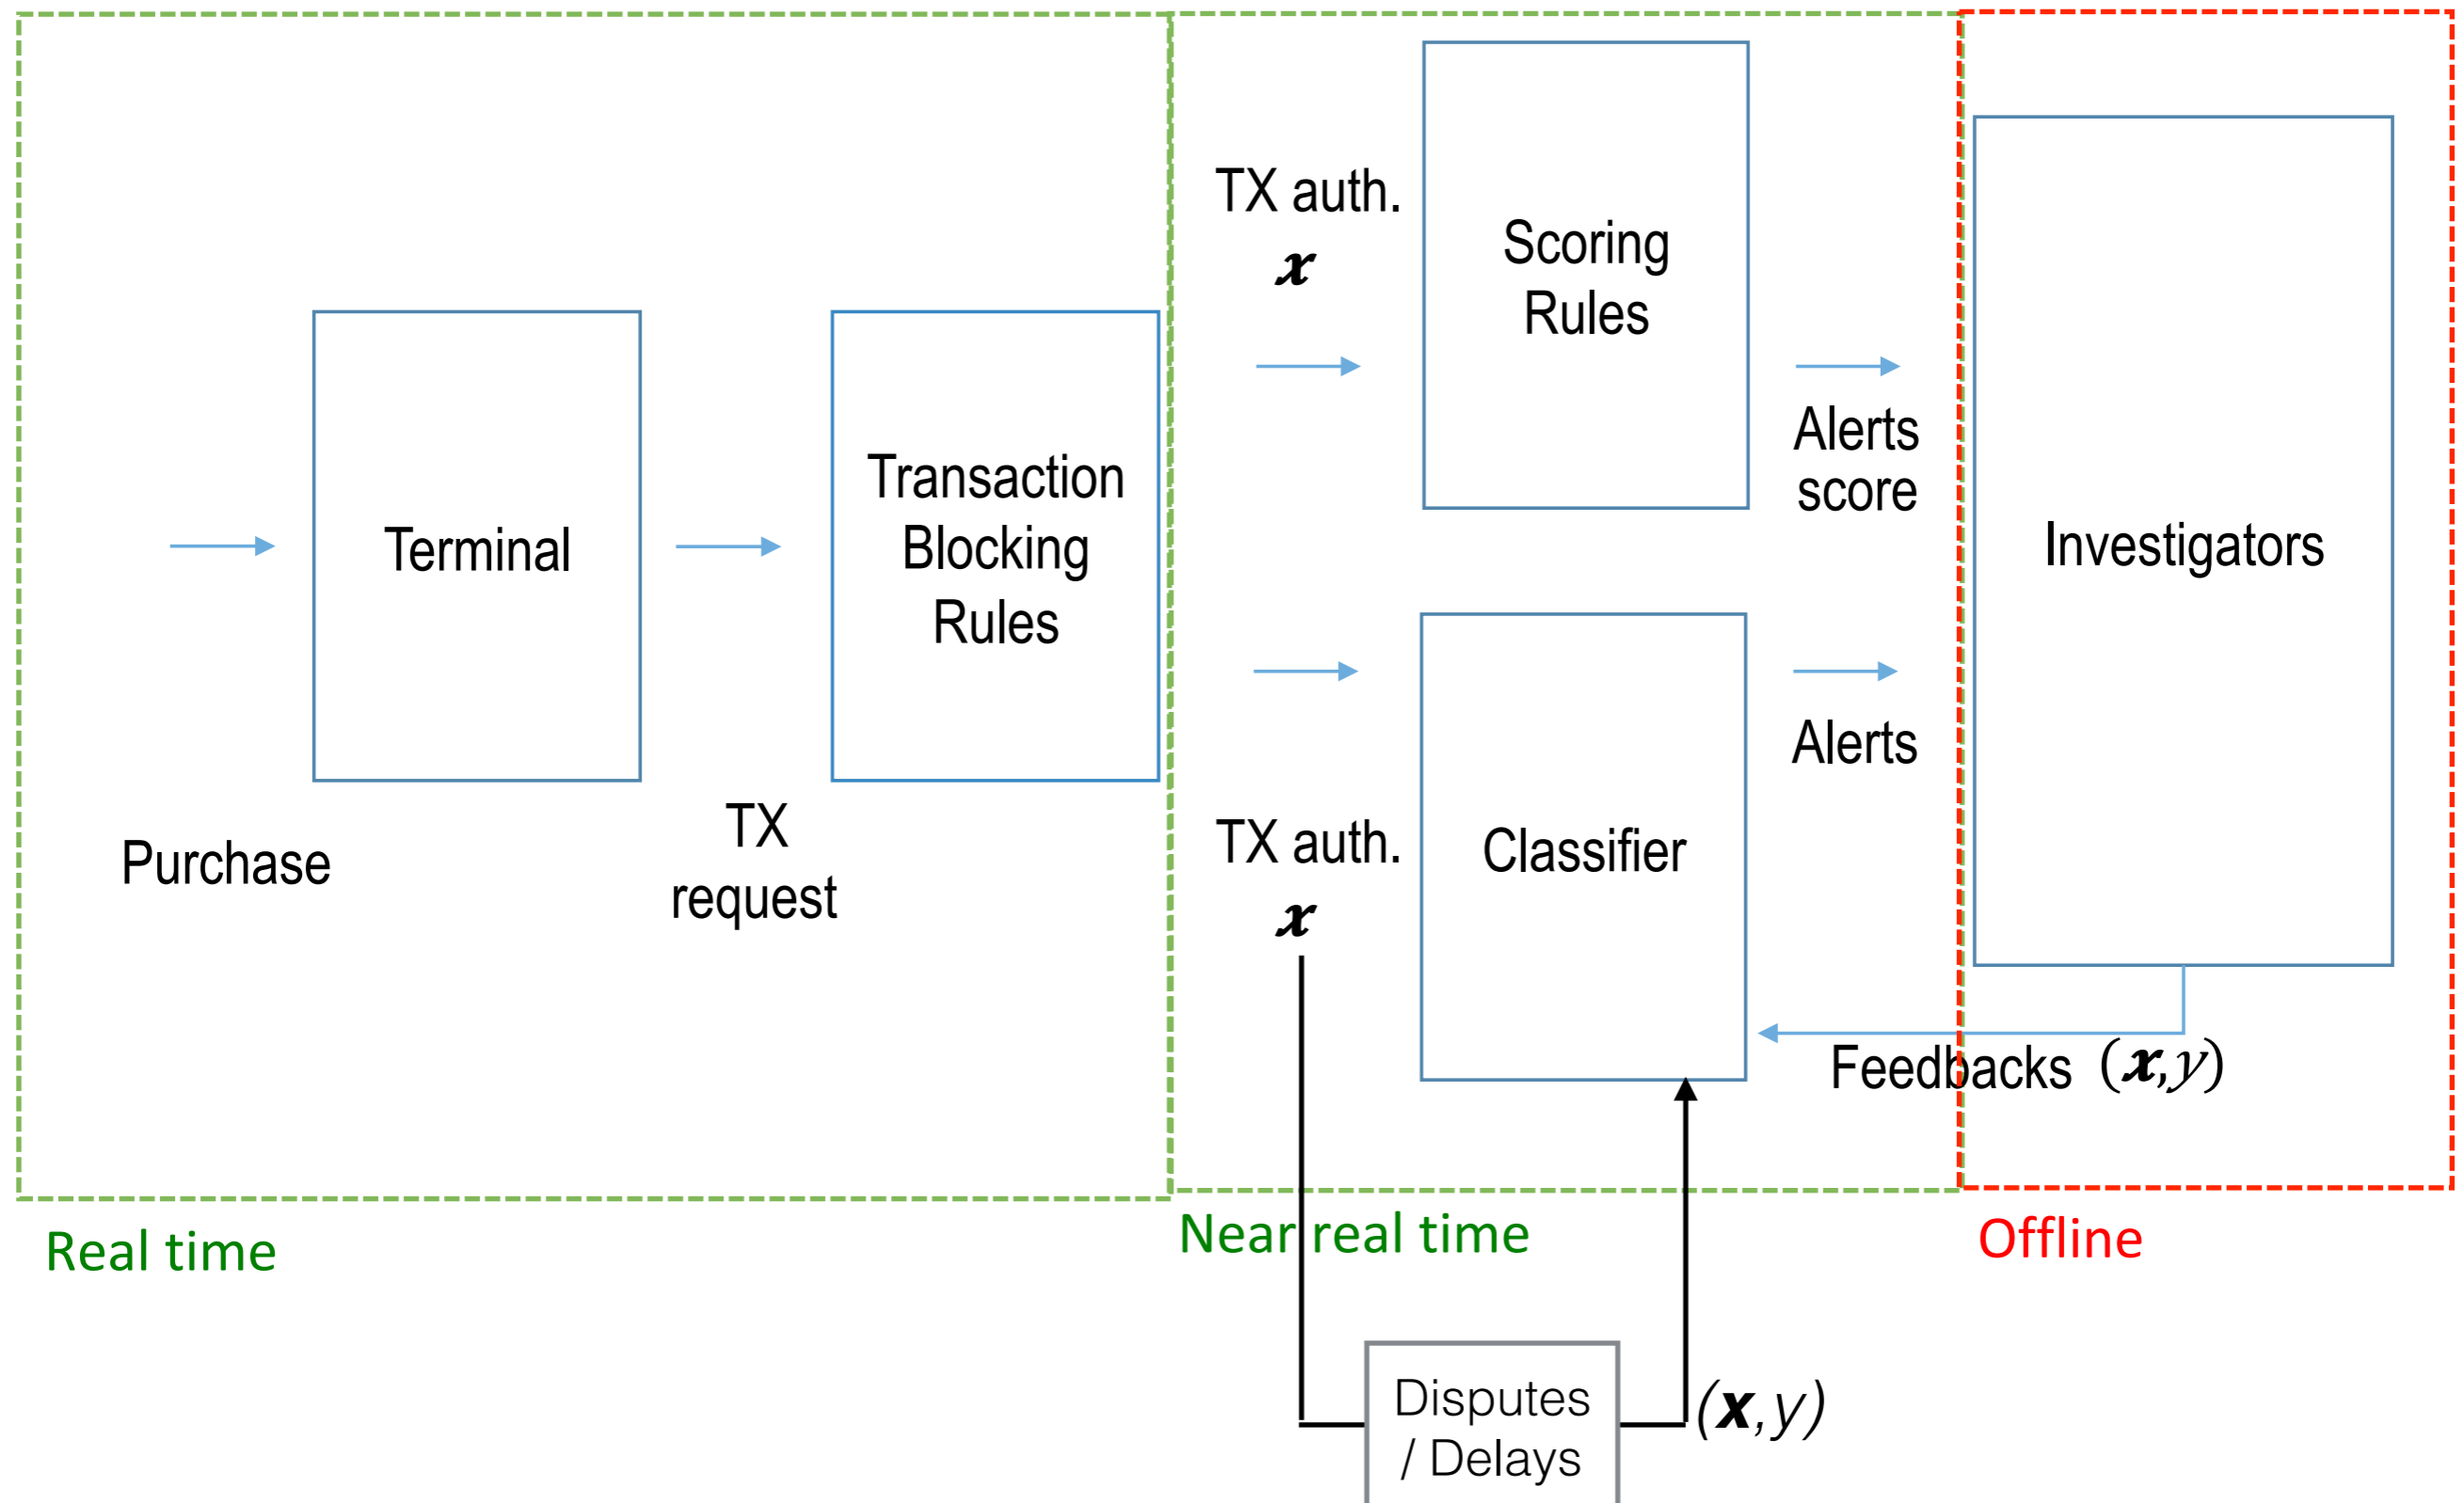 Purchase
Terminal
TX
request
Transaction
Blocking
Rules
TX auth.
x
Scoring
Rules
Alerts
score
TX auth.
x
Classifier
Alerts
Investigators
Feedbacks (x,y)
Real time
Near real time
Offline
Disputes
/ Delays
(x,y)